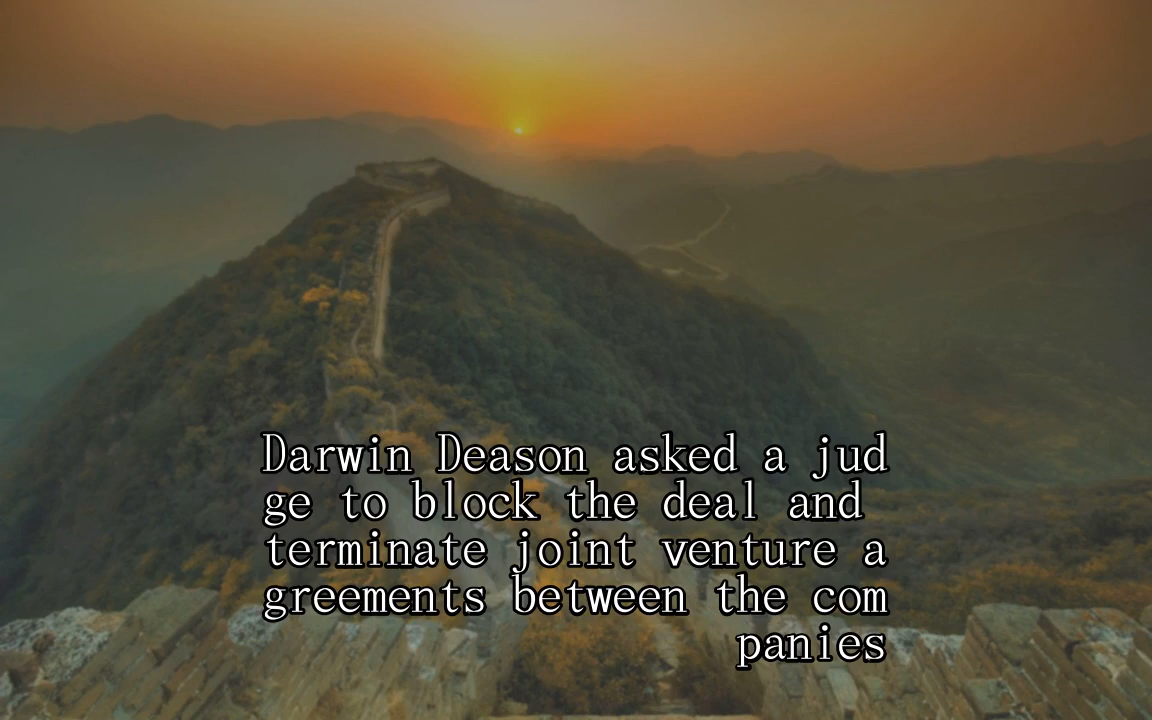 Darwin Deason asked a jud
ge to block the deal and
terminate joint venture a
greements between the com
panies